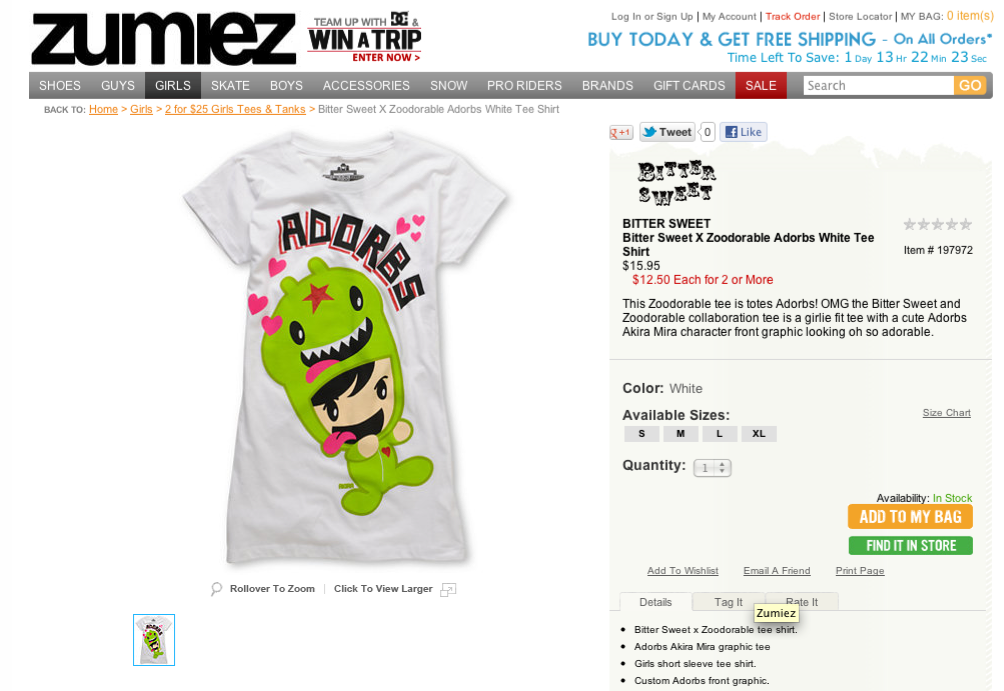 zumiez
TEAM UP WITH DC &
WIN A TRIP
ENTER NOW >
Log In or Sign Up | My Account | Track Order | Store Locator | MY BAG: 0 item(s)
BUY TODAY & GET FREE SHIPPING - On All Orders*
Time Left To Save: 1 Day 13 Hr 22 Min 23 Sec
SHOES GUYS GIRLS SKATE BOYS ACCESSORIES SNOW PRO RIDERS BRANDS GIFT CARDS SALE Search GO
BACK TO: Home > Girls > 2 for $25 Girls Tees & Tanks > Bitter Sweet X Zoodorable Adorbs White Tee Shirt
+1 Tweet 0 Like
BITTER
SWEET
ADORBS
BITTER SWEET
Bitter Sweet X Zoodorable Adorbs White Tee
Shirt
Item # 197972
$15.95
$12.50 Each for 2 or More
This Zoodorable tee is totes Adorbs! OMG the Bitter Sweet and
Zoodorable collaboration tee is a girlie fit tee with a cute Adorbs
Akira Mira character front graphic looking oh so adorable.
Color: White
Available Sizes: Size Chart
S M L XL
Quantity: 1
Availability: In Stock
ADD TO MY BAG
FIND IT IN STORE
Add To Wishlist Email A Friend Print Page
Rollover To Zoom | Click To View Larger
Details Tag It Rate It
Zumiez
ADORBS
Bitter Sweet x Zoodorable tee shirt.
Adorbs Akira Mira graphic tee
Girls short sleeve tee shirt.
Custom Adorbs front graphic.